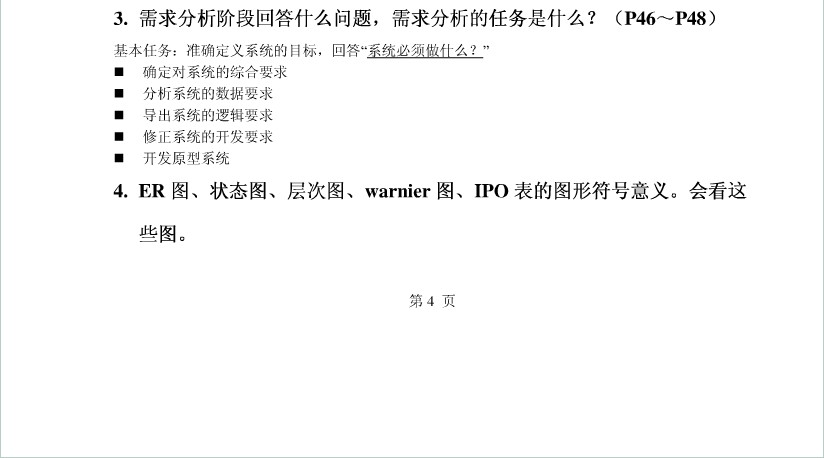 3. 需求分析阶段回答什么问题，需求分析的任务是什么？（P46～P48）
基本任务：准确定义系统的目标，回答“系统必须做什么？”
■ 确定对系统的综合要求
■ 分析系统的数据要求
■ 导出系统的逻辑要求
■ 修正系统的开发要求
■ 开发原型系统
4. ER 图、状态图、层次图、warnier 图、IPO 表的图形符号意义。会看这
些图。
第 4 页